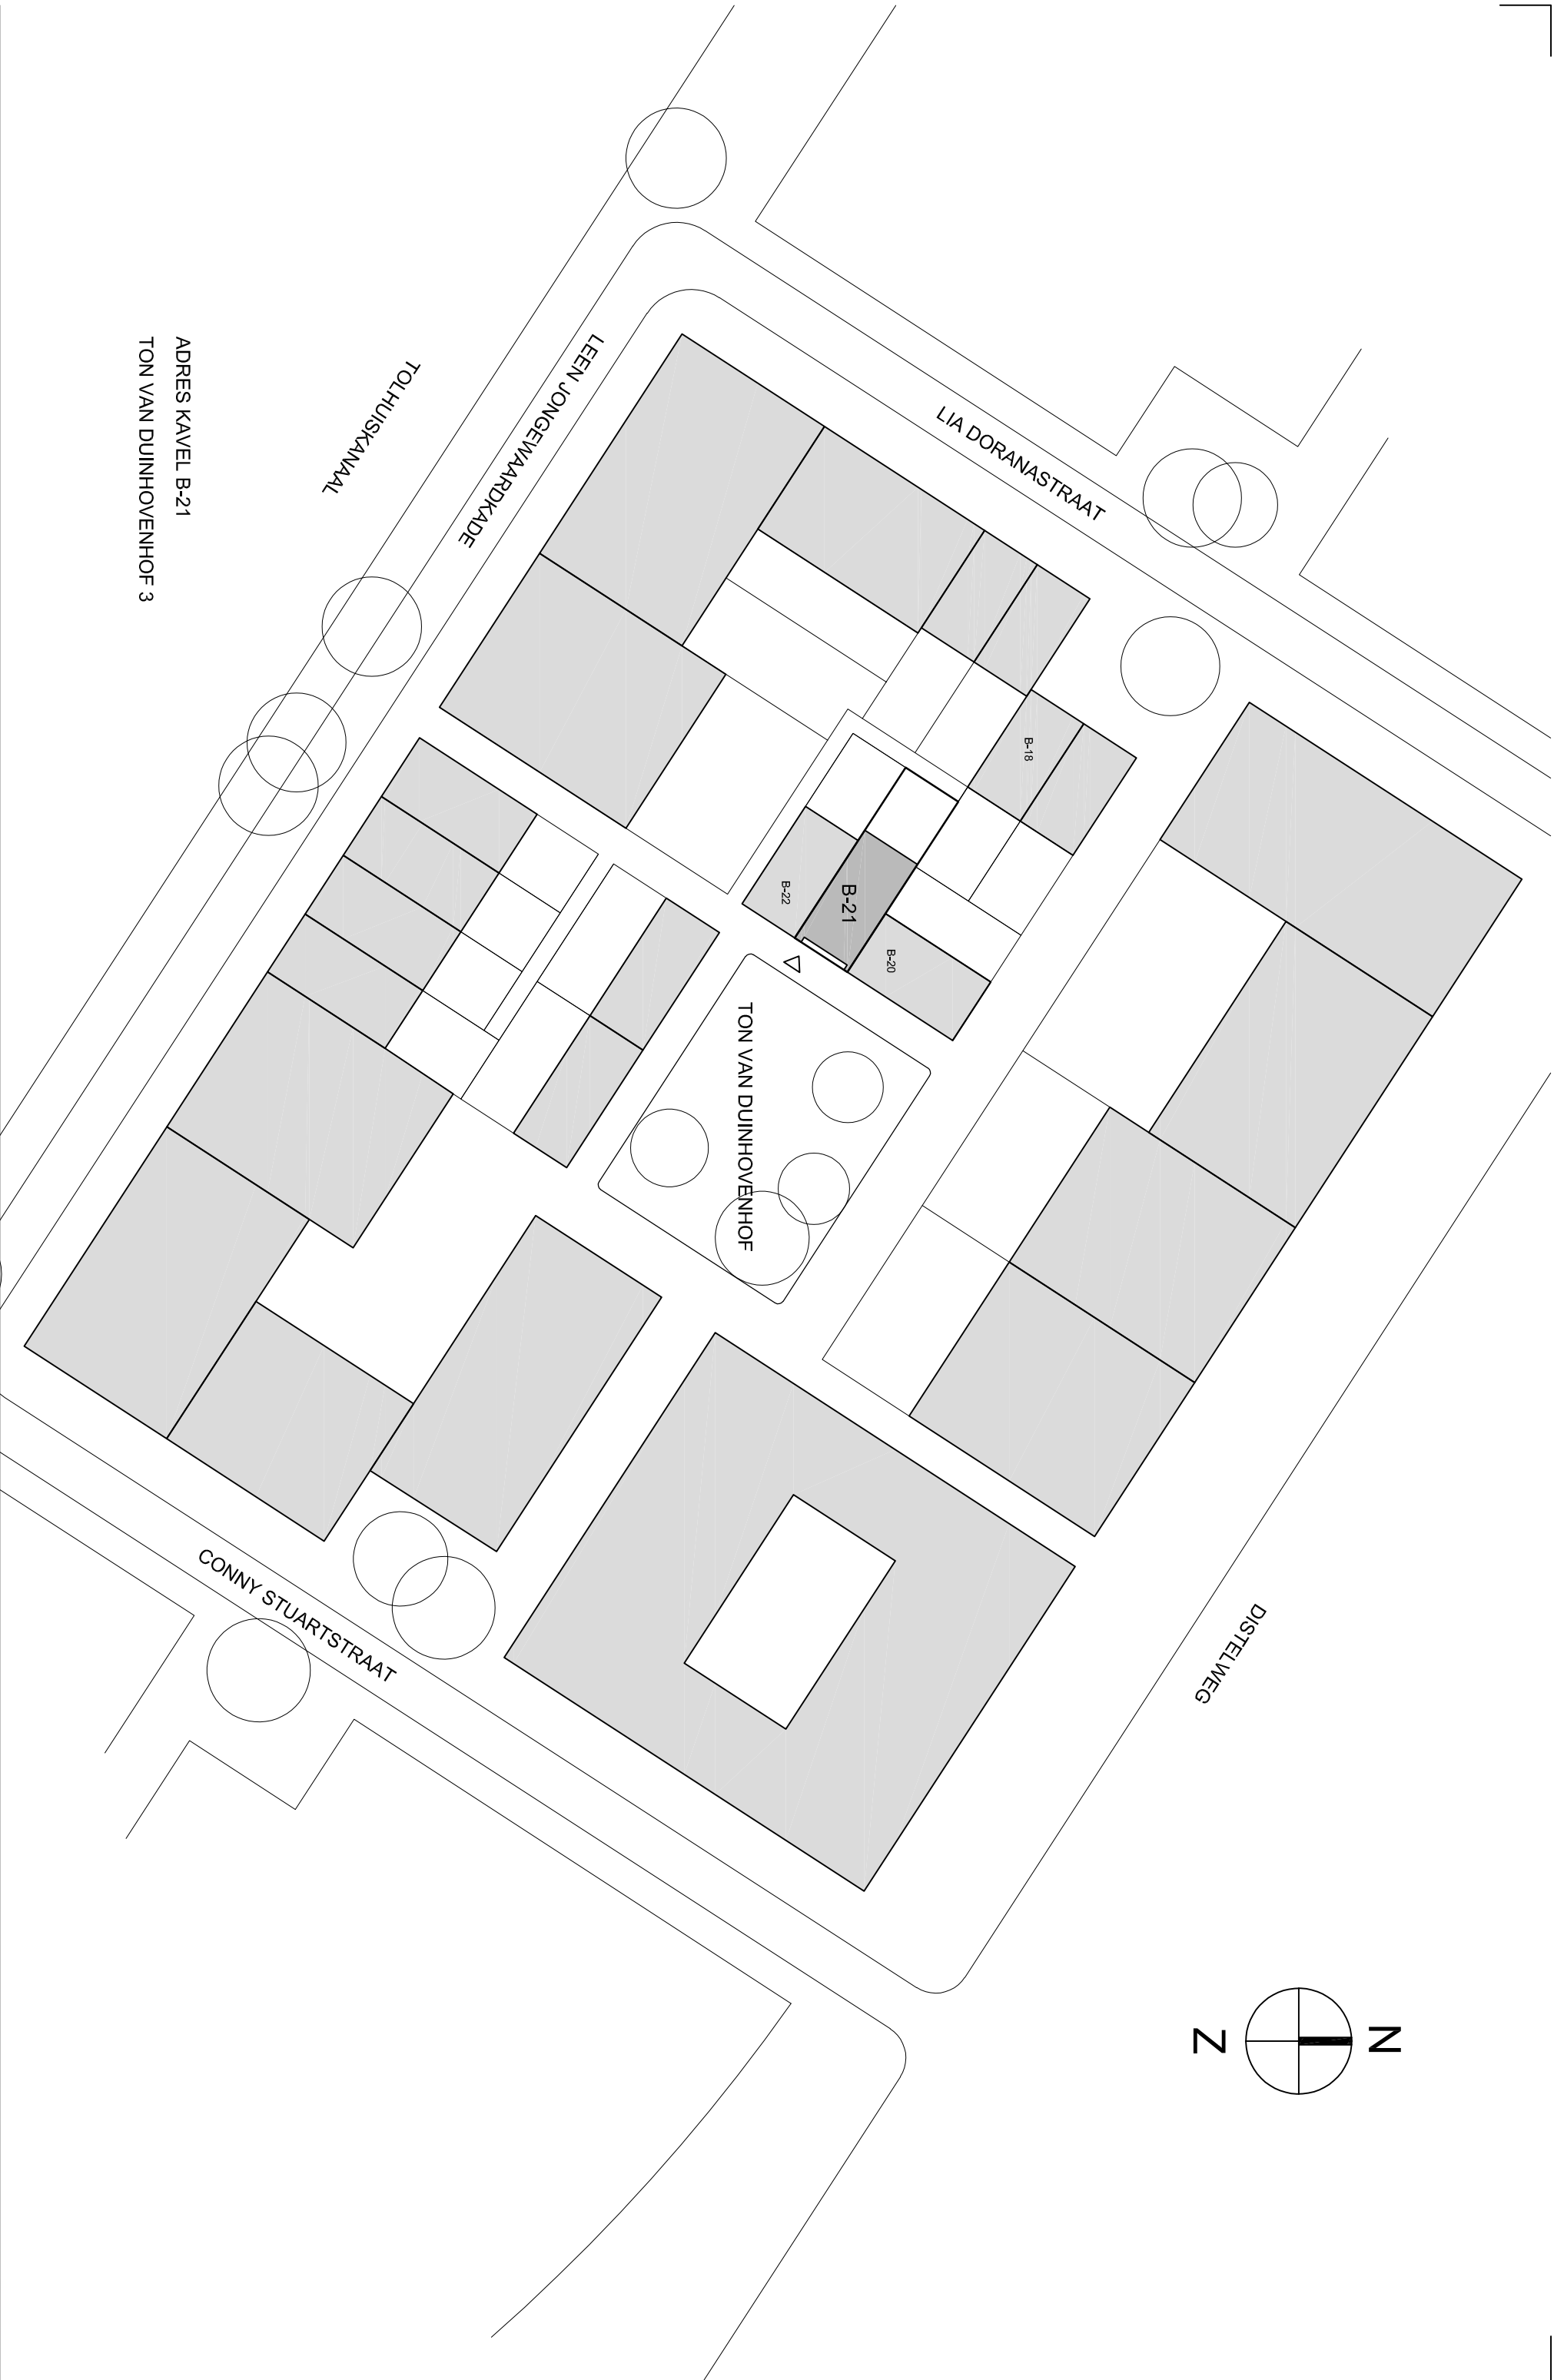 LIA DORANASTRAAT
LEEN JONGEWAARDKADE
TOLHUISKANAAL
ADRES KAVEL B-21
TON VAN DUINHOVENHOF 3
B-18
B-22
B-21
B-20
TON VAN DUINHOVENHOF
CONNY STUARTSTRAAT
DISTELWEG
N
Z